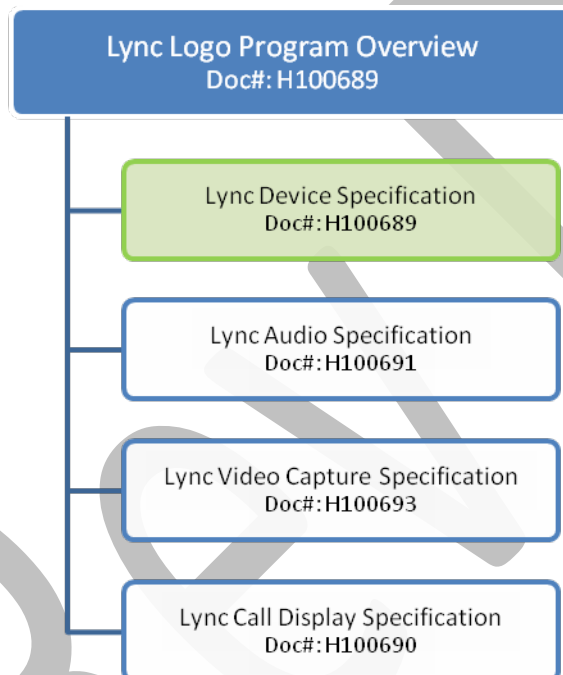 Lync Logo Program Overview
Doc#: H100689
Lync Device Specification
Doc#: H100689
Lync Audio Specification
Doc#: H100691
Lync Video Capture Specification
Doc#: H100693
Lync Call Display Specification
Doc#: H100690